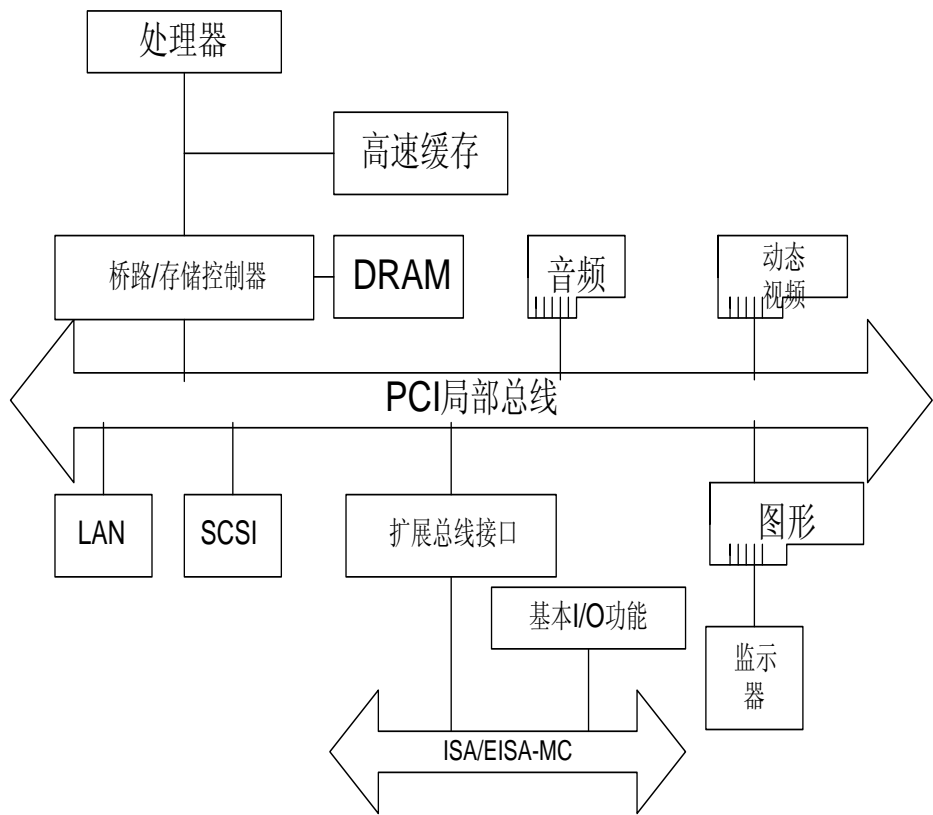 处理器
高速缓存
桥路/存储控制器
DRAM
音频
动态
视频
PCI局部总线
LAN
SCSI
扩展总线接口
图形
基本I/O功能
监示
器
ISA/EISA-MC